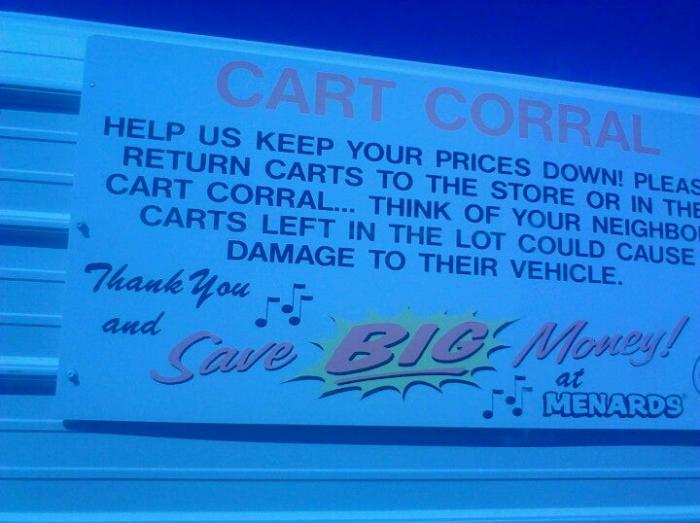 CART CORRAL
HELP US KEEP YOUR PRICES DOWN! PLEAS
RETURN CARTS TO THE STORE OR IN THE
CART CORRAL... THINK OF YOUR NEIGHBO
CARTS LEFT IN THE LOT COULD CAUSE
DAMAGE TO THEIR VEHICLE.
Thank You
and
Save BIG Money!
at
MENARDS®